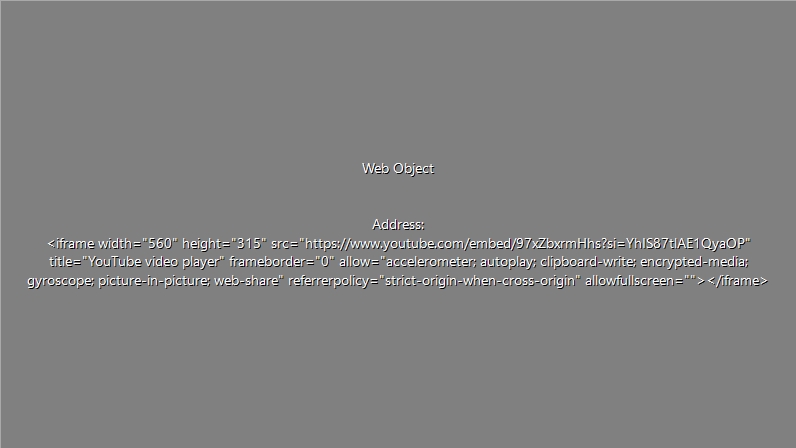 Web Object
Address:
<iframe width="560" height="315" src="https://www.youtube.com/embed/97xZbxrmHhs?si=YhIS87tlAE1QyaOP"
title="YouTube video player" frameborder="0" allow="accelerometer; autoplay; clipboard-write; encrypted-media;
gyroscope; picture-in-picture; web-share" referrerpolicy="strict-origin-when-cross-origin" allowfullscreen=""></iframe>